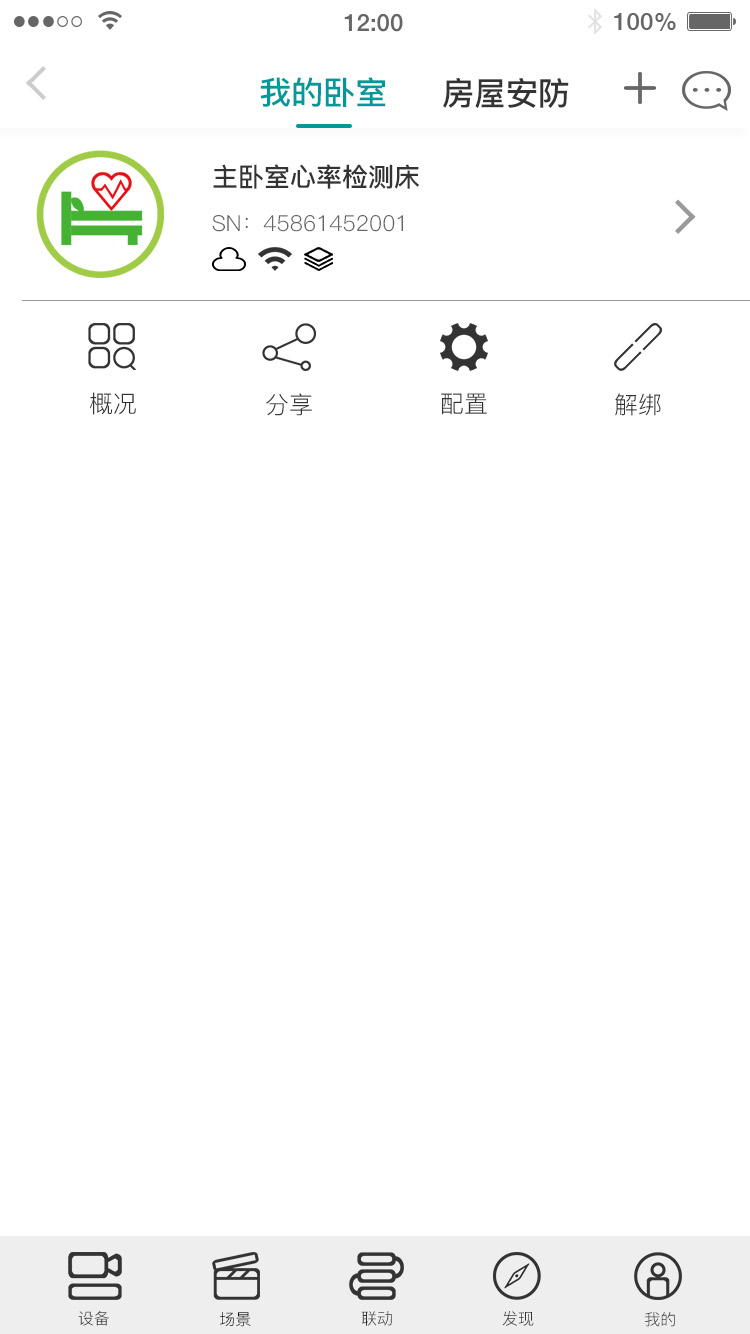 12:00 100%
我的卧室 房屋安防
主卧室心率检测床
SN: 45861452001
概况 分享 配置 解绑
设备 场景 联动 发现 我的